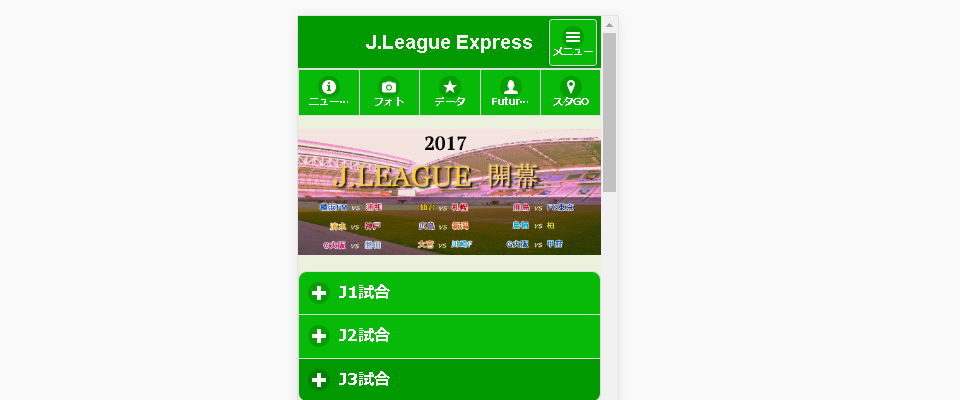 J.League Express
メニュー
ニュー… フォト データ Futur… スタGO
2017
J.LEAGUE 開幕
横浜FM vs 浦和 仙台 vs 札幌 鹿島 vs FC東京
清水 vs 神戸 広島 vs 新潟 鳥栖 vs 柏
C大阪 vs 磐田 大宮 vs 川崎F G大阪 vs 甲府
J1試合
J2試合
J3試合